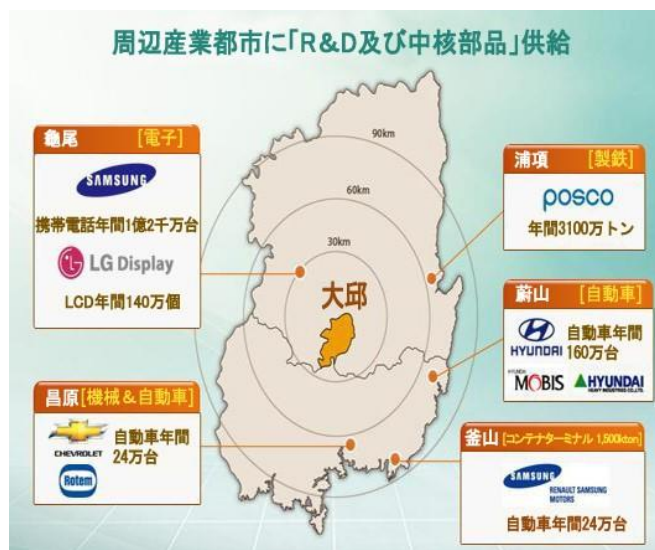 周辺産業都市に「R&D及び中核部品」供給
90km
60km
30km
大邱
龜尾 [電子]
SAMSUNG
携帯電話年間1億2千万台
LG Display
LCD年間140万個
浦項 [製鉄]
posco
年間3100万トン
蔚山 [自動車]
HYUNDAI
自動車年間
160万台
HYUNDAI
MOBIS
HYUNDAI
HEAVY INDUSTRIES CO.,LTD.
昌原[機械&自動車]
CHEVROLET
自動車年間
24万台
Rotem
釜山 [コンテナターミナル 1,500kton]
SAMSUNG
RENAULT SAMSUNG
MOTORS
自動車年間24万台